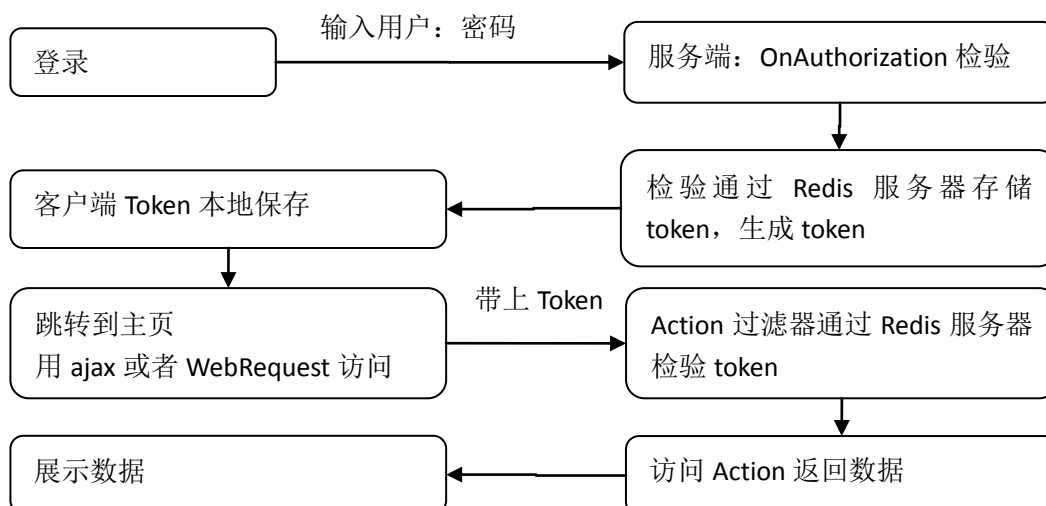 输入用户：密码
登录
服务端：OnAuthorization 检验
客户端 Token 本地保存
检验通过 Redis 服务器存储
token，生成 token
跳转到主页
用 ajax 或者 WebRequest 访问
带上 Token
Action 过滤器通过 Redis 服务器
检验 token
展示数据
访问 Action 返回数据